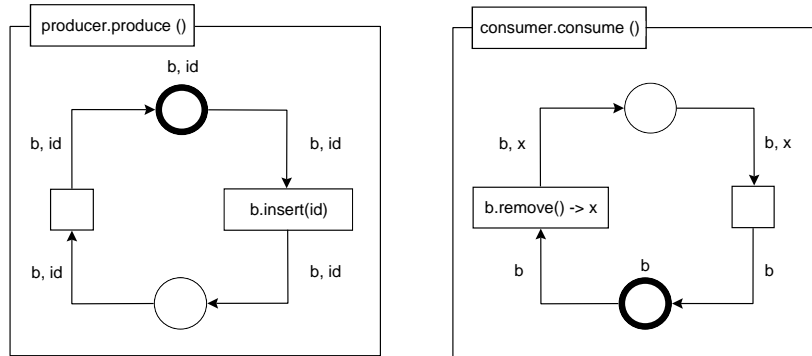 producer.produce ()
b, id
b, id
b, id
b.insert(id)
b, id
b, id
consumer.consume ()
b, x
b, x
b.remove() -> x
b
b
b